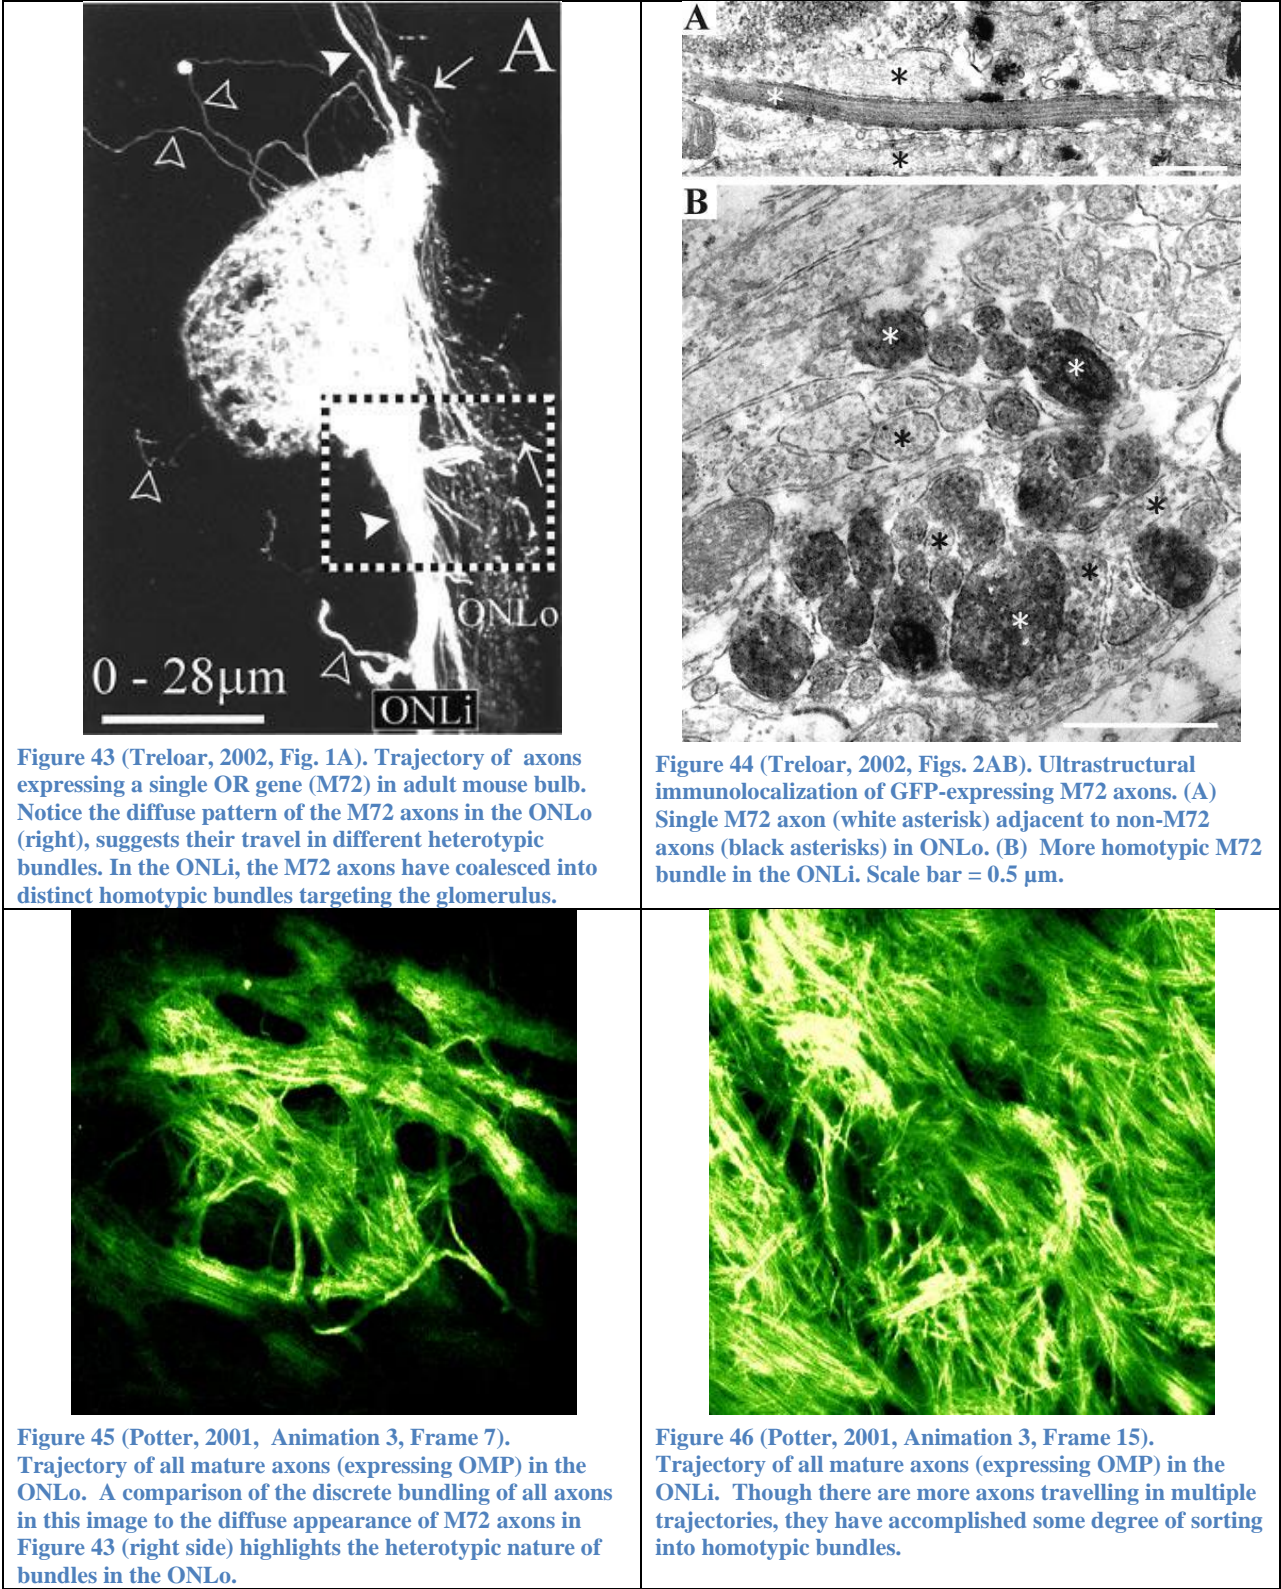 A
ONLo
0 - 28µm
ONLi
Figure 43 (Treloar, 2002, Fig. 1A). Trajectory of axons
expressing a single OR gene (M72) in adult mouse bulb.
Notice the diffuse pattern of the M72 axons in the ONLo
(right), suggests their travel in different heterotypic
bundles. In the ONLi, the M72 axons have coalesced into
distinct homotypic bundles targeting the glomerulus.
A
*
*
*
B
*
*
*
*
*
*
*
Figure 44 (Treloar, 2002, Figs. 2AB). Ultrastructural
immunolocalization of GFP-expressing M72 axons. (A)
Single M72 axon (white asterisk) adjacent to non-M72
axons (black asterisks) in ONLo. (B) More homotypic M72
bundle in the ONLi. Scale bar = 0.5 µm.
Figure 45 (Potter, 2001, Animation 3, Frame 7).
Trajectory of all mature axons (expressing OMP) in the
ONLo. A comparison of the discrete bundling of all axons
in this image to the diffuse appearance of M72 axons in
Figure 43 (right side) highlights the heterotypic nature of
bundles in the ONLo.
Figure 46 (Potter, 2001, Animation 3, Frame 15).
Trajectory of all mature axons (expressing OMP) in the
ONLi. Though there are more axons travelling in multiple
trajectories, they have accomplished some degree of sorting
into homotypic bundles.